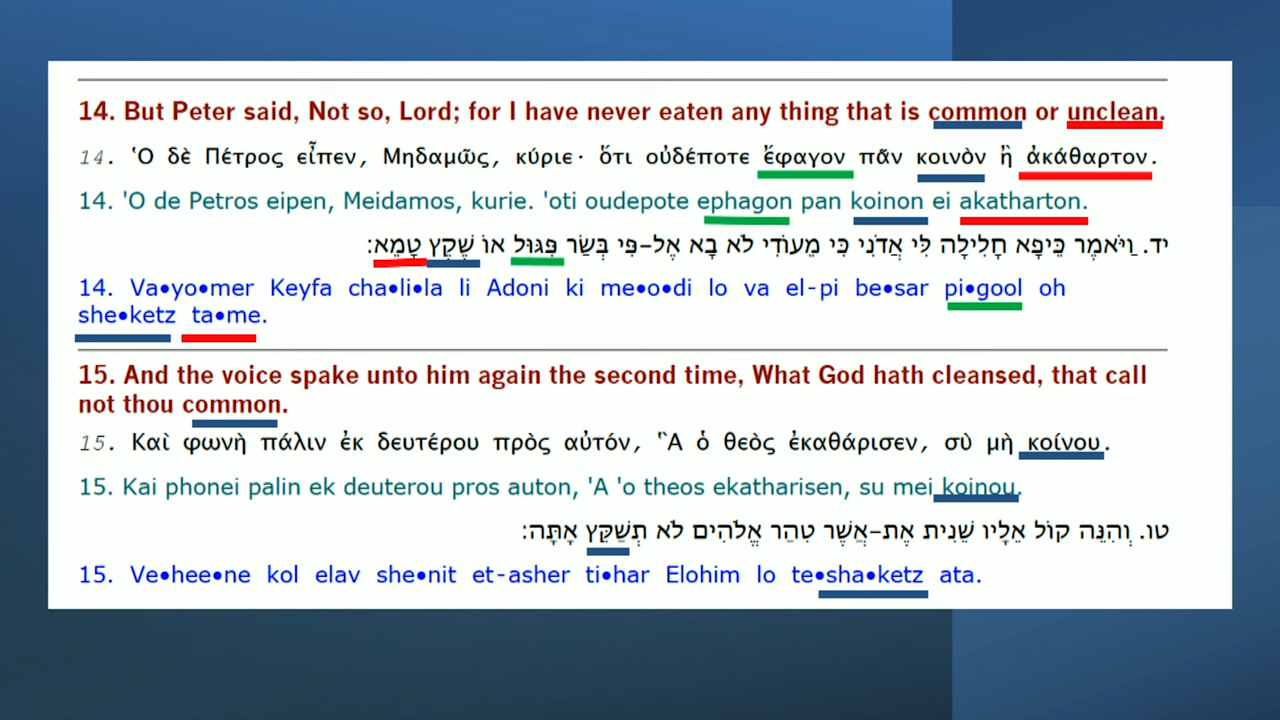 14. But Peter said, Not so, Lord; for I have never eaten any thing that is common or unclean.
14. Ὁ δὲ Πέτρος εἶπεν, Μηδαμῶς, κύριε· ὅτι οὐδέποτε ἔφαγον πᾶν κοινὸν ἢ ἀκάθαρτον.
14. 'O de Petros eipen, Meidamos, kurie. 'oti oudepote ephagon pan koinon ei akatharton.
יד. וַיֹּאמֶר כֵּיפָא חָלִילָה לִּי אֲדֹנִי כִּי מֵעוֹדִי לֹא בָא אֶל–פִּי בְּשַׂר פִּגּוּל אוֹ שֶׁקֶץ טָמֵא:
14. Va•yo•mer Keyfa cha•li•la li Adoni ki me•o•di lo va el-pi be•sar pi•gool oh
she•ketz ta•me.
15. And the voice spake unto him again the second time, What God hath cleansed, that call
not thou common.
15. Καὶ φωνὴ πάλιν ἐκ δευτέρου πρὸς αὐτόν, Ἃ ὁ θεὸς ἐκαθάρισεν, σὺ μὴ κοίνου.
15. Kai phonei palin ek deuterou pros auton, 'A 'o theos ekatharisen, su mei koinou.
טו. וְהִנֵּה קוֹל אֵלָיו שֵׁנִית אֶת–אֲשֶׁר טִהַר אֱלֹהִים לֹא תְשַׁקֵּץ אָתָּה:
15. Ve•hee•ne kol elav she•nit et-asher ti•har Elohim lo te•sha•ketz ata.